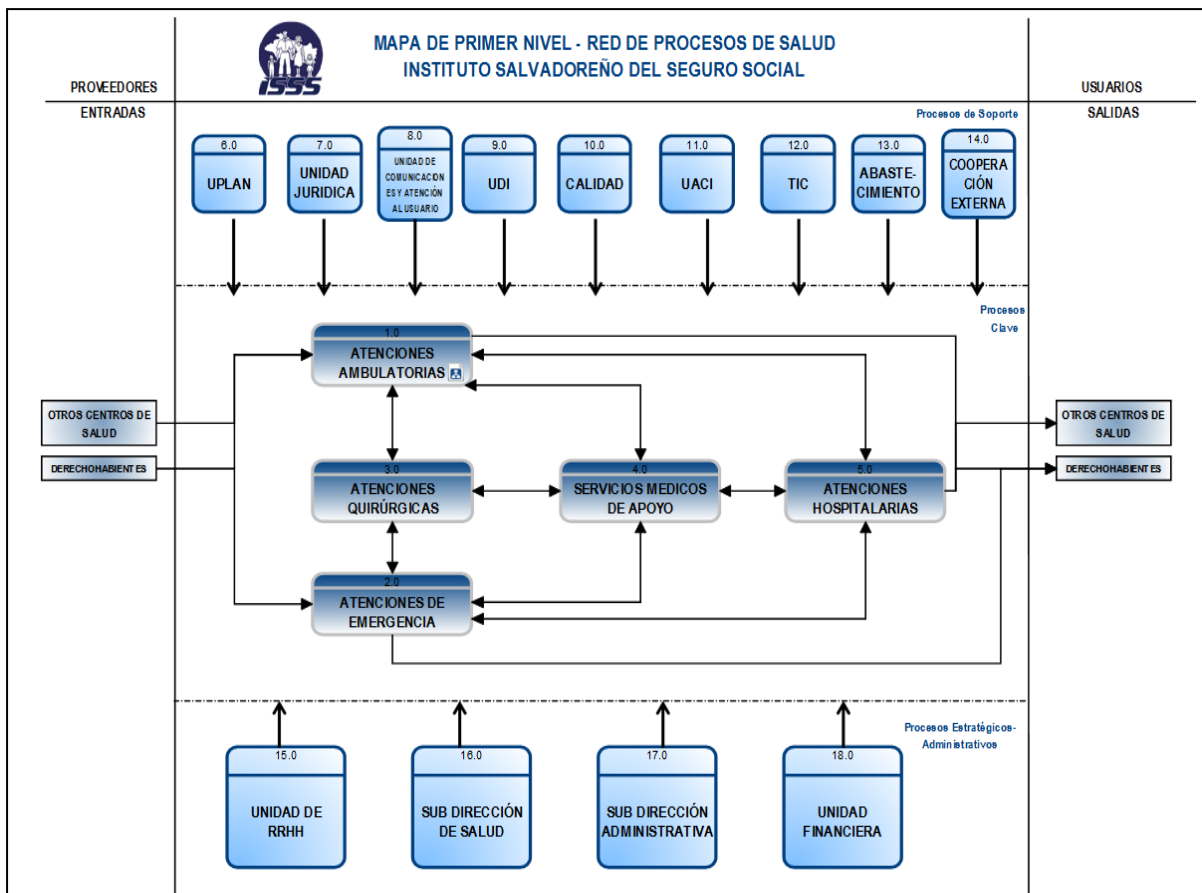 MAPA DE PRIMER NIVEL - RED DE PROCESOS DE SALUD
INSTITUTO SALVADOREÑO DEL SEGURO SOCIAL
ISSS
PROVEEDORES
USUARIOS
ENTRADAS
SALIDAS
Procesos de Soporte
6.0
UPLAN
7.0
UNIDAD
JURIDICA
8.0
UNIDAD DE
COMUNICACION
ES Y ATENCIÓN
AL USUARIO
9.0
UDI
10.0
CALIDAD
11.0
UACI
12.0
TIC
13.0
ABASTE-
CIMIENTO
14.0
COOPERA
CIÓN
EXTERNA
Procesos
Clave
1.0
ATENCIONES
AMBULATORIAS
OTROS CENTROS DE
SALUD
DERECHOHABIENTES
3.0
ATENCIONES
QUIRÚRGICAS
4.0
SERVICIOS MEDICOS
DE APOYO
5.0
ATENCIONES
HOSPITALARIAS
OTROS CENTROS DE
SALUD
DERECHOHABIENTES
2.0
ATENCIONES DE
EMERGENCIA
Procesos Estratégicos-
Administrativos
15.0
UNIDAD DE
RRHH
16.0
SUB DIRECCIÓN
DE SALUD
17.0
SUB DIRECCIÓN
ADMINISTRATIVA
18.0
UNIDAD
FINANCIERA